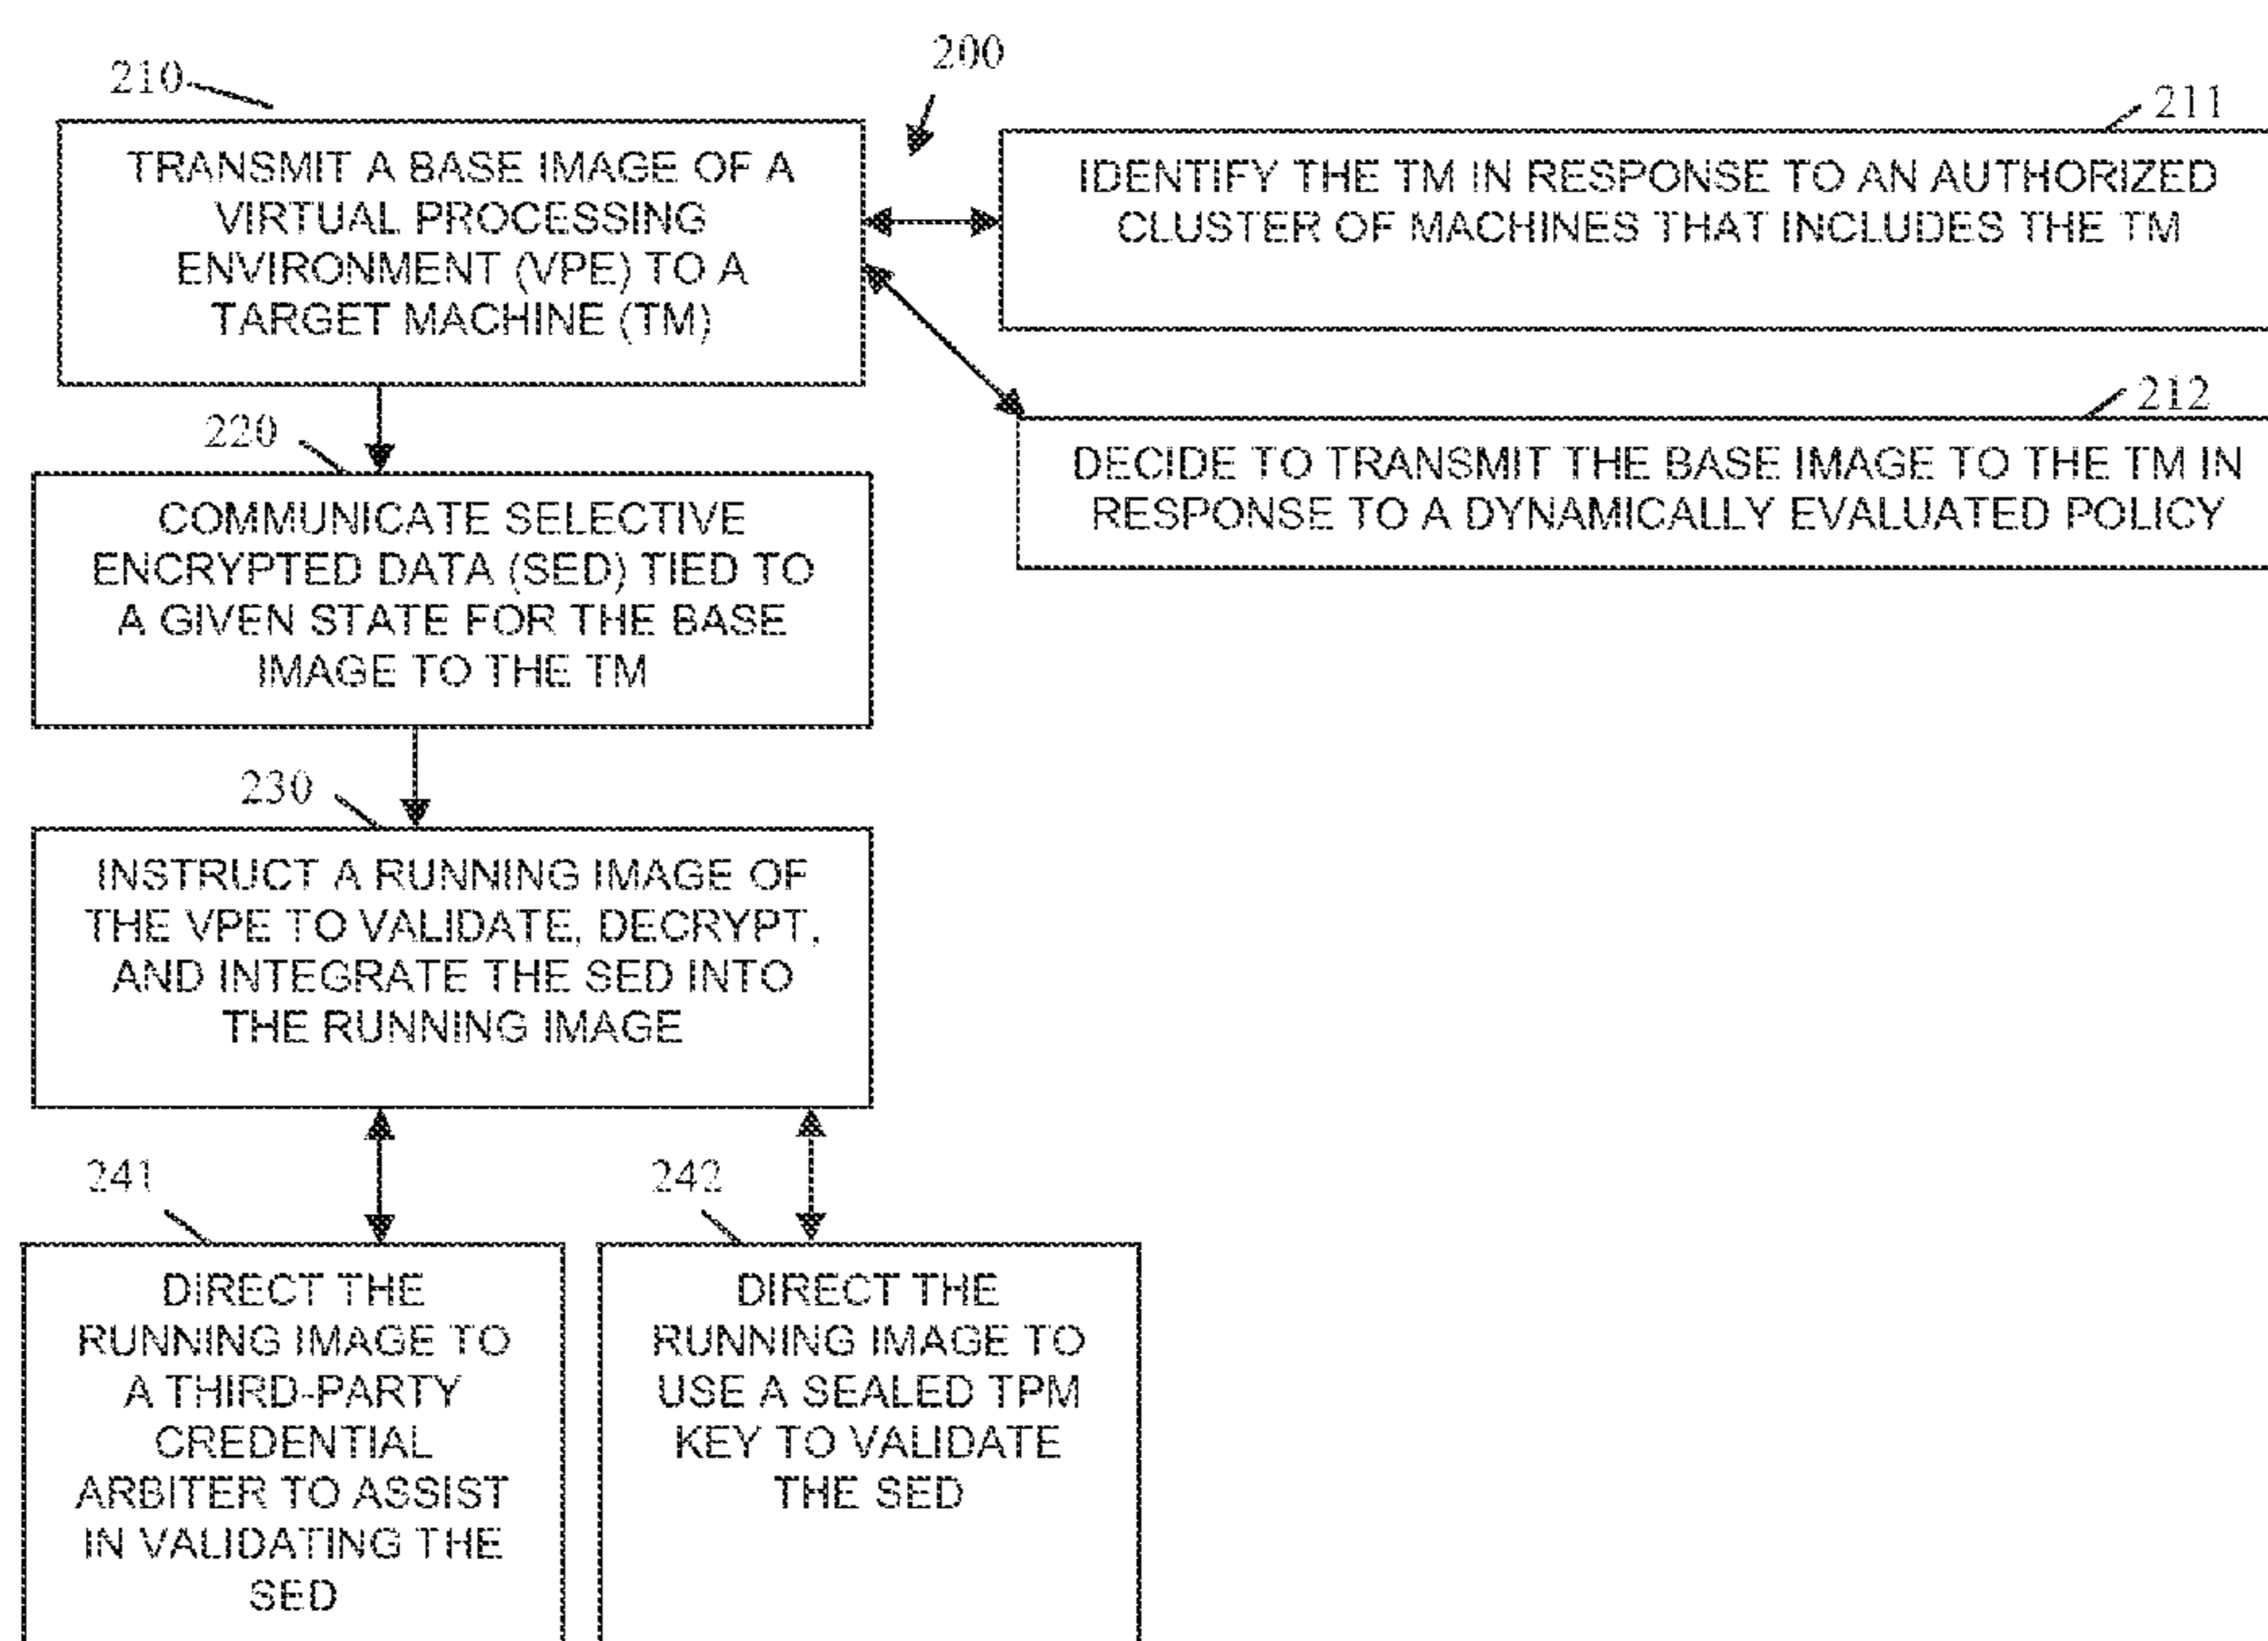 200
210
TRANSMIT A BASE IMAGE OF A
VIRTUAL PROCESSING
ENVIRONMENT (VPE) TO A
TARGET MACHINE (TM)
211
IDENTIFY THE TM IN RESPONSE TO AN AUTHORIZED
CLUSTER OF MACHINES THAT INCLUDES THE TM
212
DECIDE TO TRANSMIT THE BASE IMAGE TO THE TM IN
RESPONSE TO A DYNAMICALLY EVALUATED POLICY
220
COMMUNICATE SELECTIVE
ENCRYPTED DATA (SED) TIED TO
A GIVEN STATE FOR THE BASE
IMAGE TO THE TM
230
INSTRUCT A RUNNING IMAGE OF
THE VPE TO VALIDATE, DECRYPT,
AND INTEGRATE THE SED INTO
THE RUNNING IMAGE
241
DIRECT THE
RUNNING IMAGE TO
A THIRD-PARTY
CREDENTIAL
ARBITER TO ASSIST
IN VALIDATING THE
SED
242
DIRECT THE
RUNNING IMAGE TO
USE A SEALED TPM
KEY TO VALIDATE
THE SED